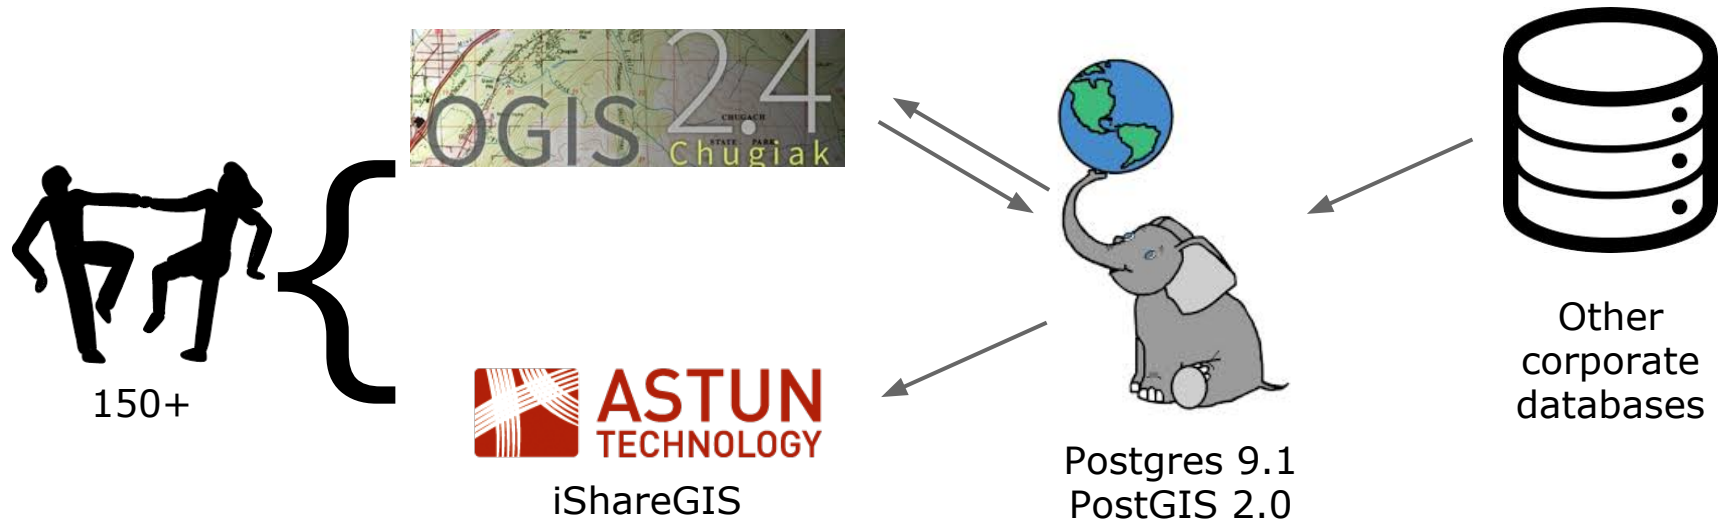 QGIS 2.4
Chugiak
CHUGACH
STATE PARK
150+
ASTUN
TECHNOLOGY
iShareGIS
Postgres 9.1
PostGIS 2.0
Other
corporate
databases